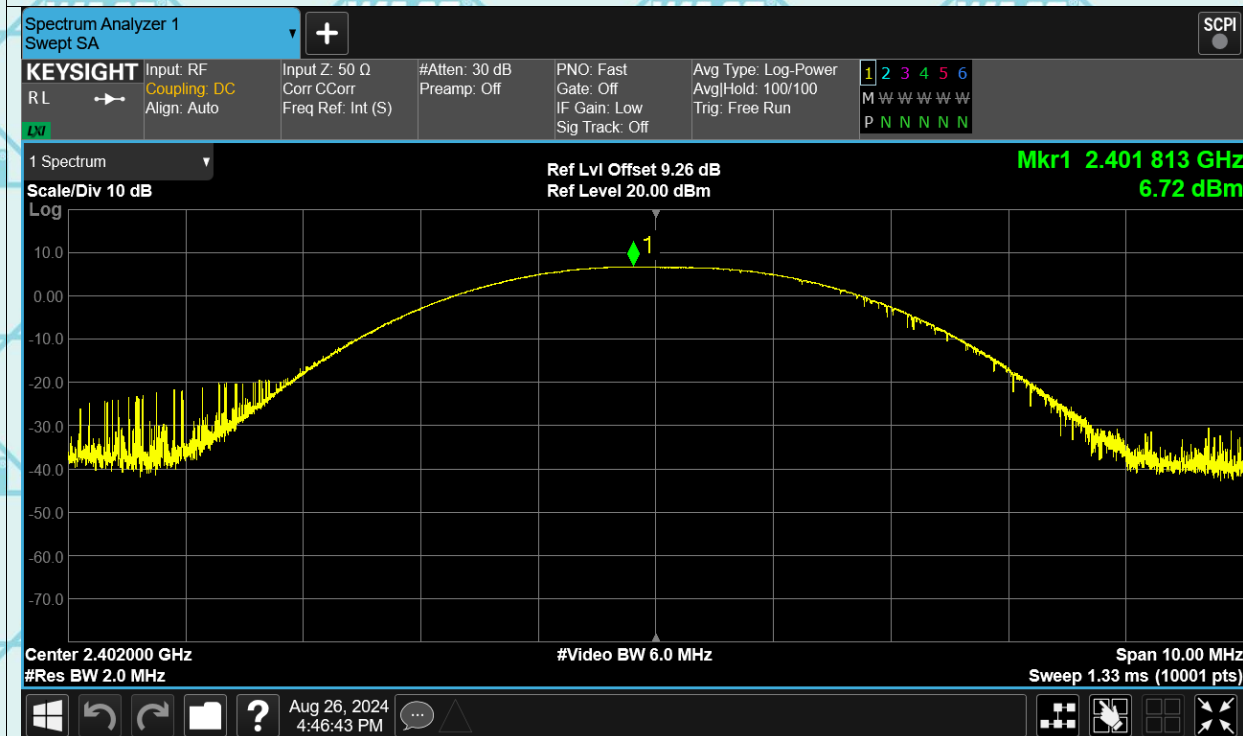 Spectrum Analyzer 1
Swept SA
+
SCPI
KEYSIGHT
RL
LXI
Input: RF
Coupling: DC
Align: Auto
Input Z: 50 Ω
Corr CCorr
Freq Ref: Int (S)
#Atten: 30 dB
Preamp: Off
PNO: Fast
Gate: Off
IF Gain: Low
Sig Track: Off
Avg Type: Log-Power
Avg|Hold: 100/100
Trig: Free Run
1 2 3 4 5 6
M W W W W W W
P N N N N N N
1 Spectrum
Scale/Div 10 dB
Log
Ref Lvl Offset 9.26 dB
Ref Level 20.00 dBm
Mkr1 2.401 813 GHz
6.72 dBm
1
10.0
0.00
-10.0
-20.0
-30.0
-40.0
-50.0
-60.0
-70.0
Center 2.402000 GHz
#Res BW 2.0 MHz
#Video BW 6.0 MHz
Span 10.00 MHz
Sweep 1.33 ms (10001 pts)
?
Aug 26, 2024
4:46:43 PM